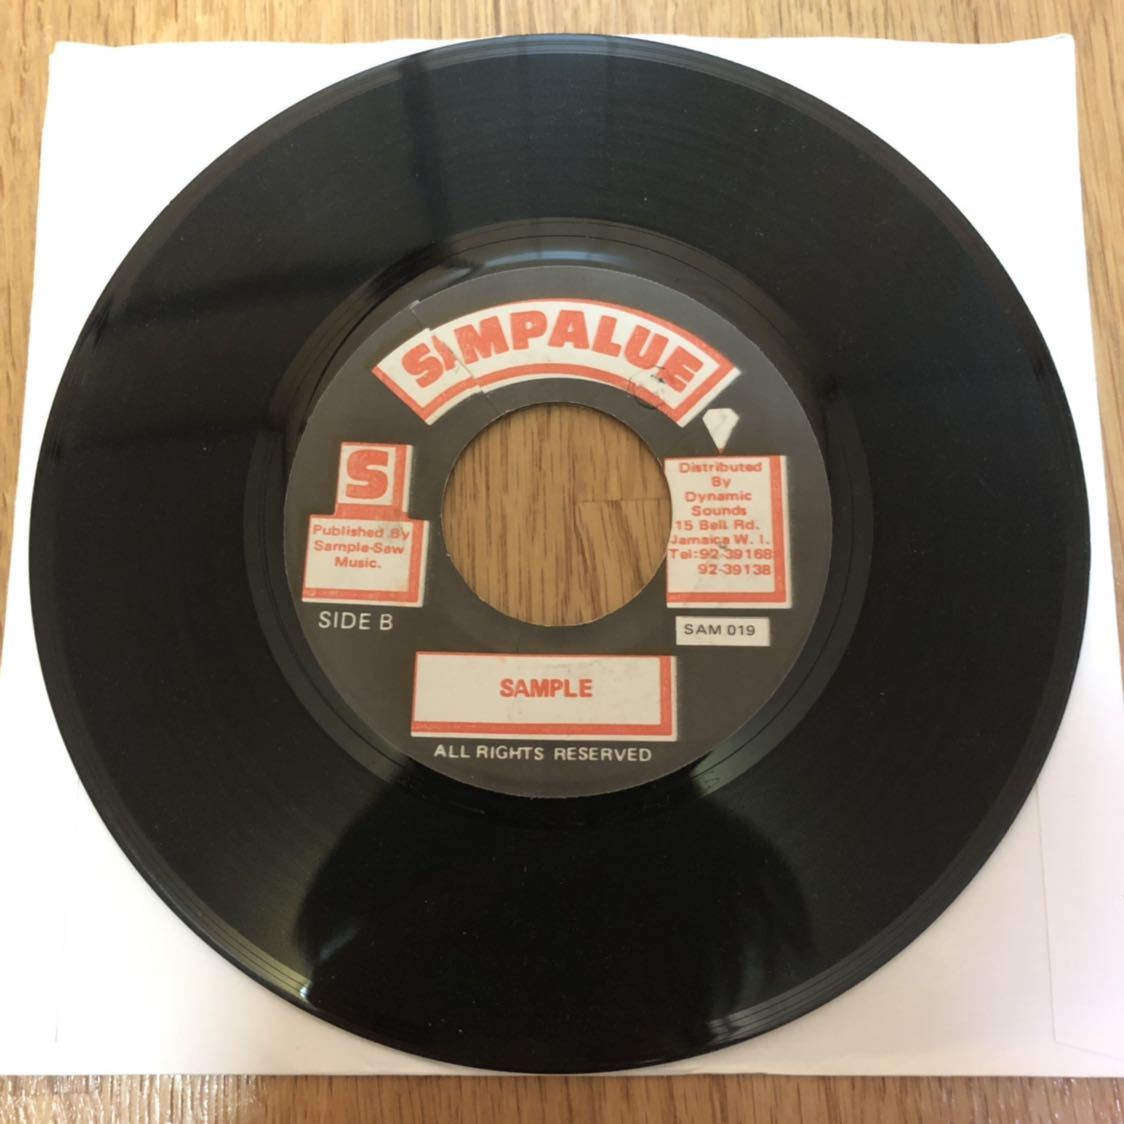 SIMPALUE
S
Published By
Sample-Saw
Music.
SIDE B
Distributed
By
Dynamic
Sounds
15 Bell Rd.
Jamaica W. I.
Tel:92-39168
92-39138
SAM 019
SAMPLE
ALL RIGHTS RESERVED